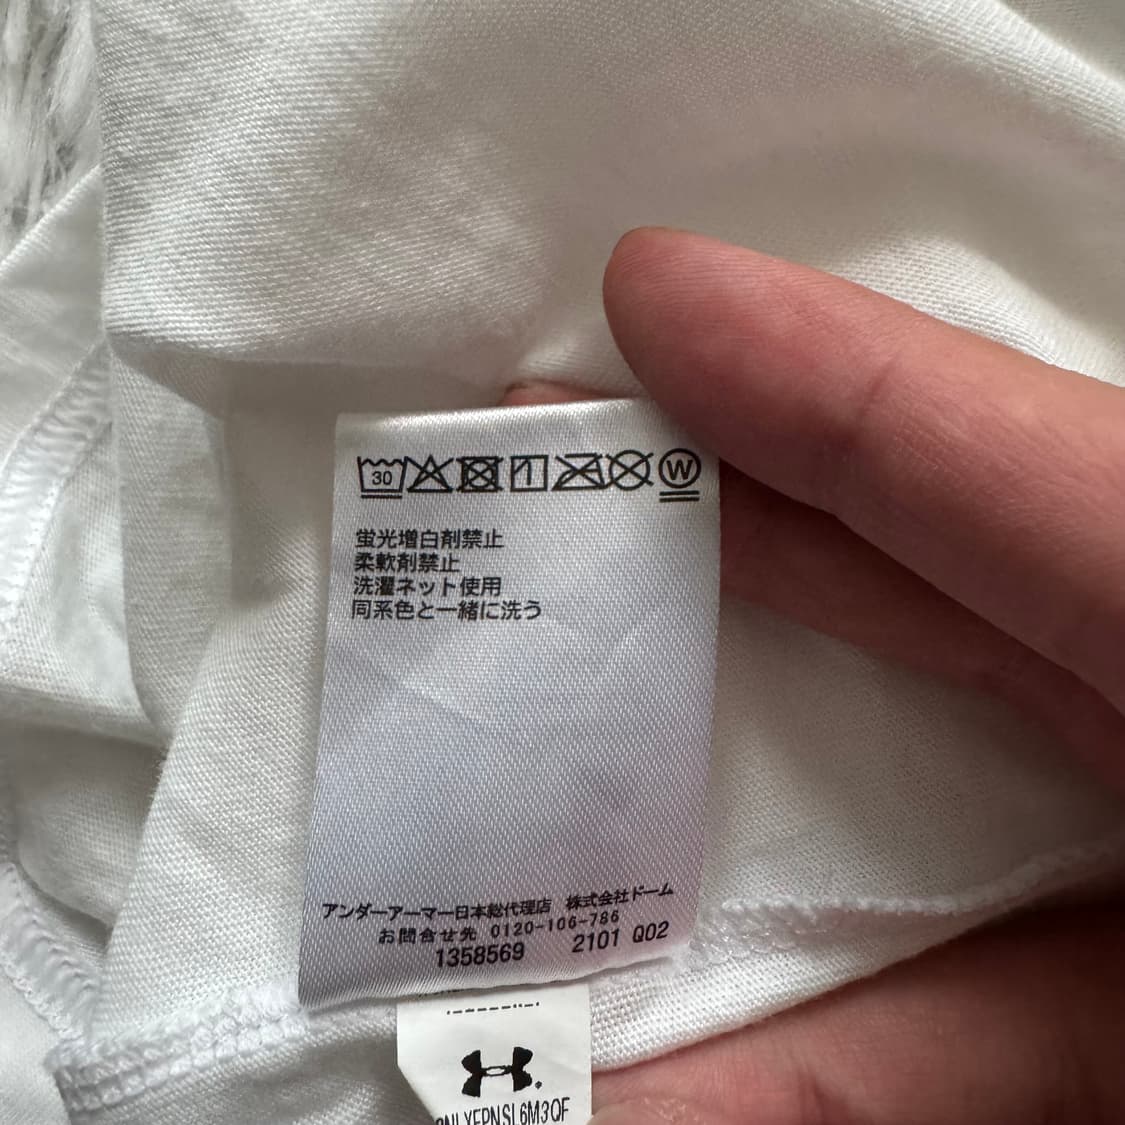 30 W
蛍光増白剤禁止
柔軟剤禁止
洗濯ネット使用
同系色と一緒に洗う
アンダーアーマー日本総代理店 株式会社ドーム
お問合せ先 0120-106-786
1358569 2101 Q02